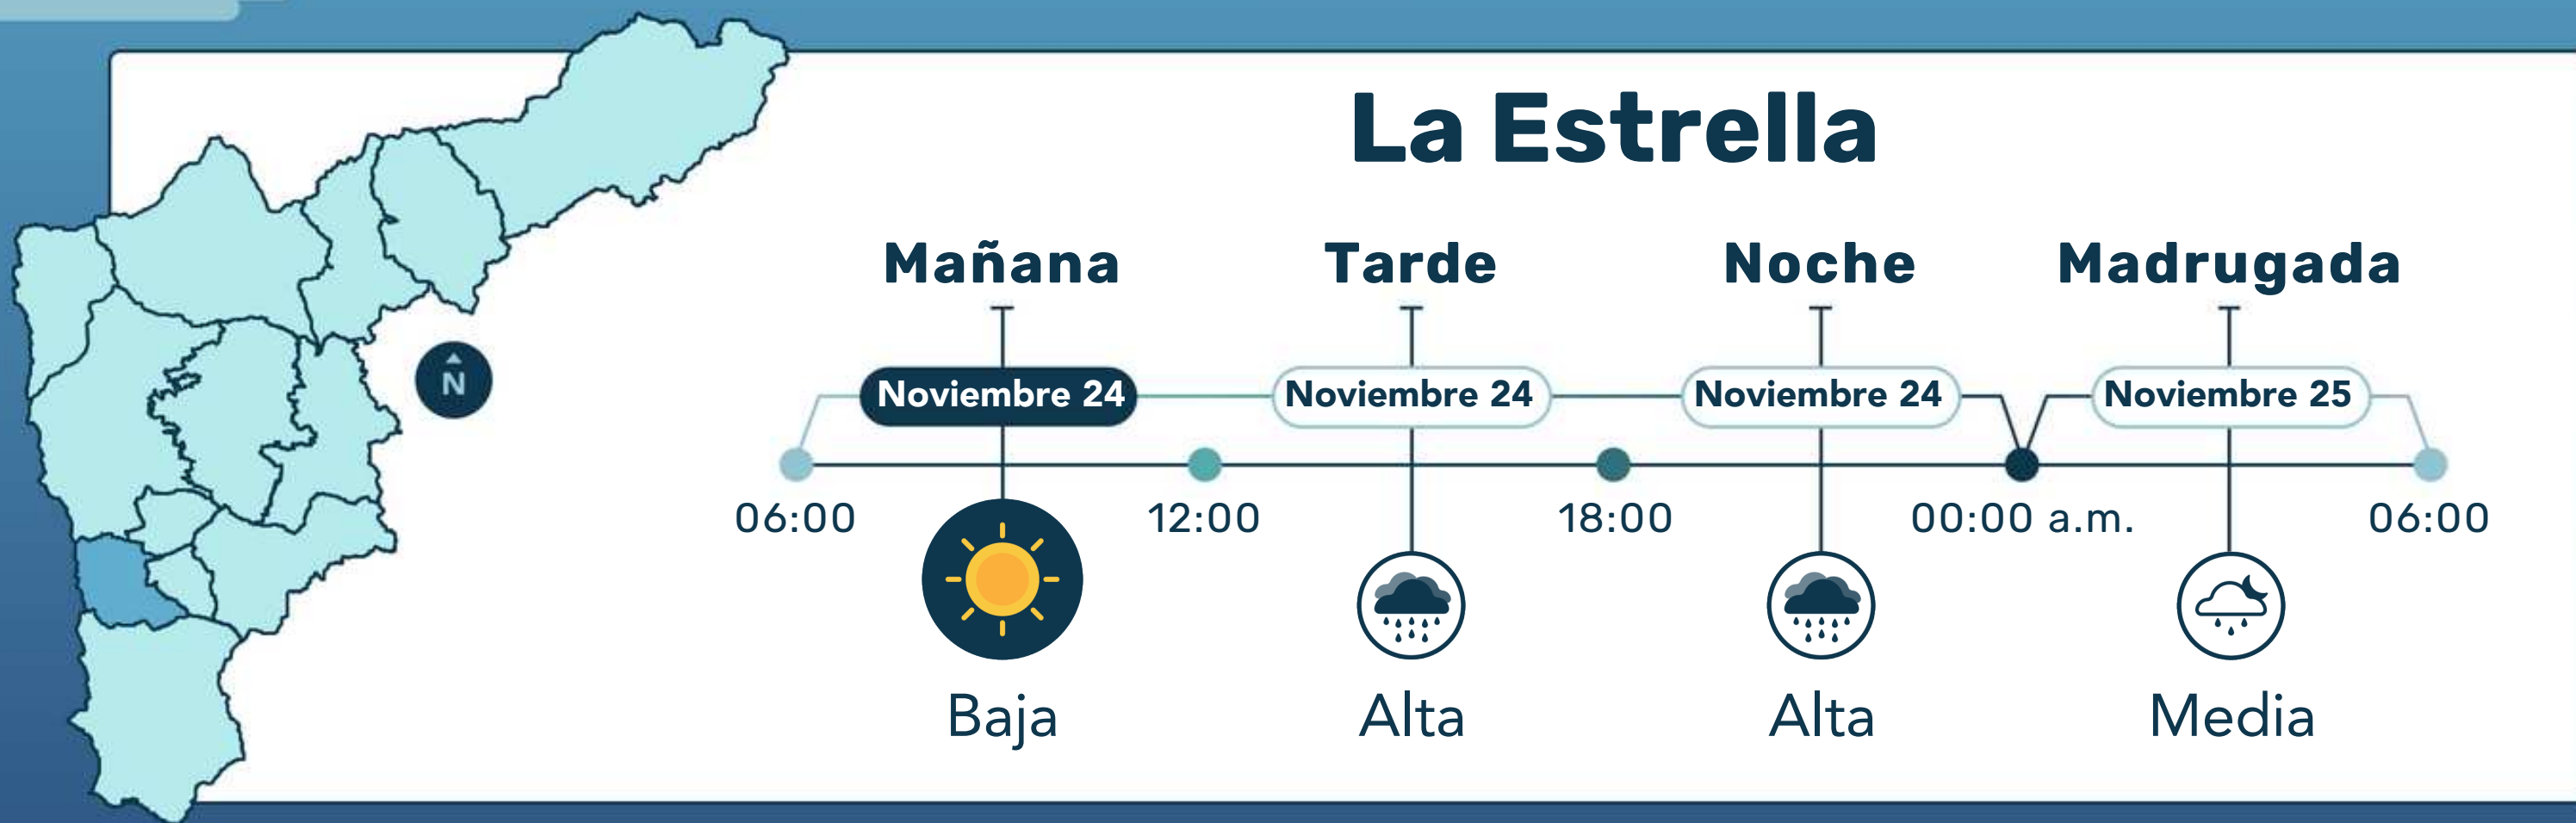 La Estrella
Mañana Tarde Noche Madrugada
N
Noviembre 24 Noviembre 24 Noviembre 24 Noviembre 25
06:00 12:00 18:00 00:00 a.m. 06:00
Baja Alta Alta Media